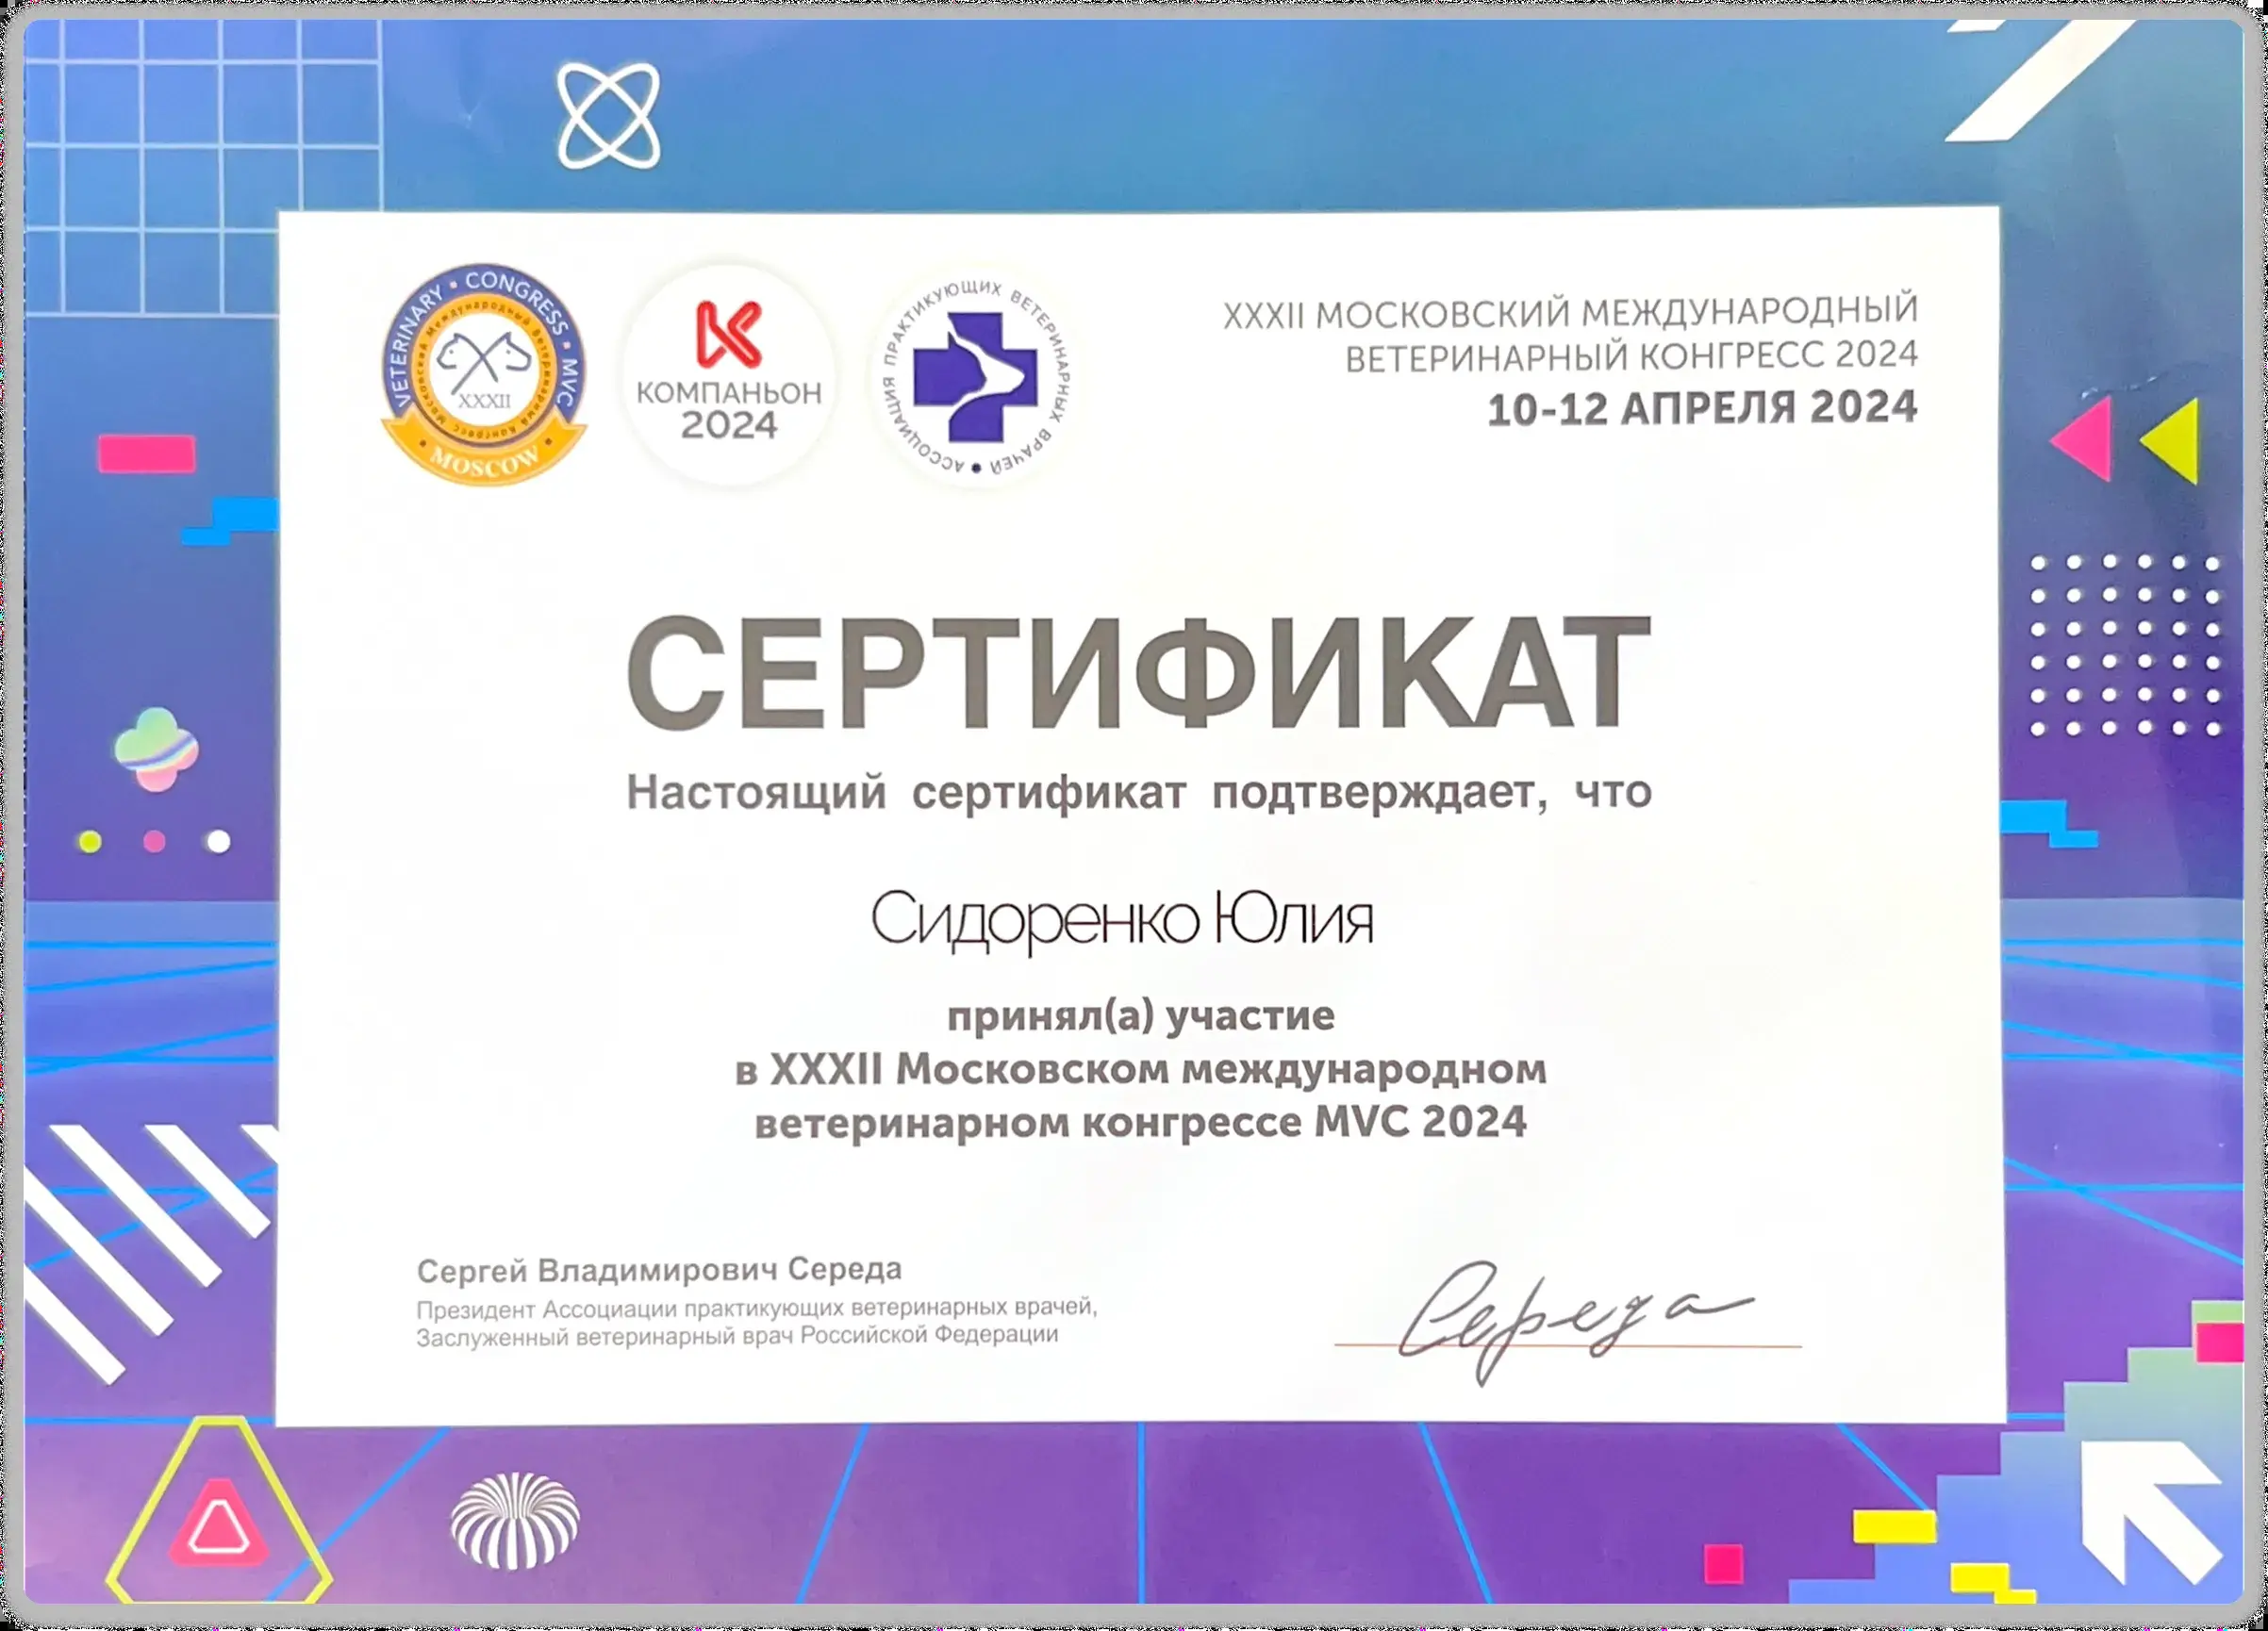 VETERINARY • CONGRESS • MVC
Московский Международный Ветеринарный Конгресс
XXXII
• MOSCOW •
КОМПАНЬОН
2024
АССОЦИАЦИЯ ПРАКТИКУЮЩИХ ВЕТЕРИНАРНЫХ ВРАЧЕЙ •
XXXII МОСКОВСКИЙ МЕЖДУНАРОДНЫЙ
ВЕТЕРИНАРНЫЙ КОНГРЕСС 2024
10-12 АПРЕЛЯ 2024
СЕРТИФИКАТ
Настоящий сертификат подтверждает, что
Сидоренко Юлия
принял(а) участие
в XXXII Московском международном
ветеринарном конгрессе MVC 2024
Сергей Владимирович Середа
Президент Ассоциации практикующих ветеринарных врачей,
Заслуженный ветеринарный врач Российской Федерации
Середа